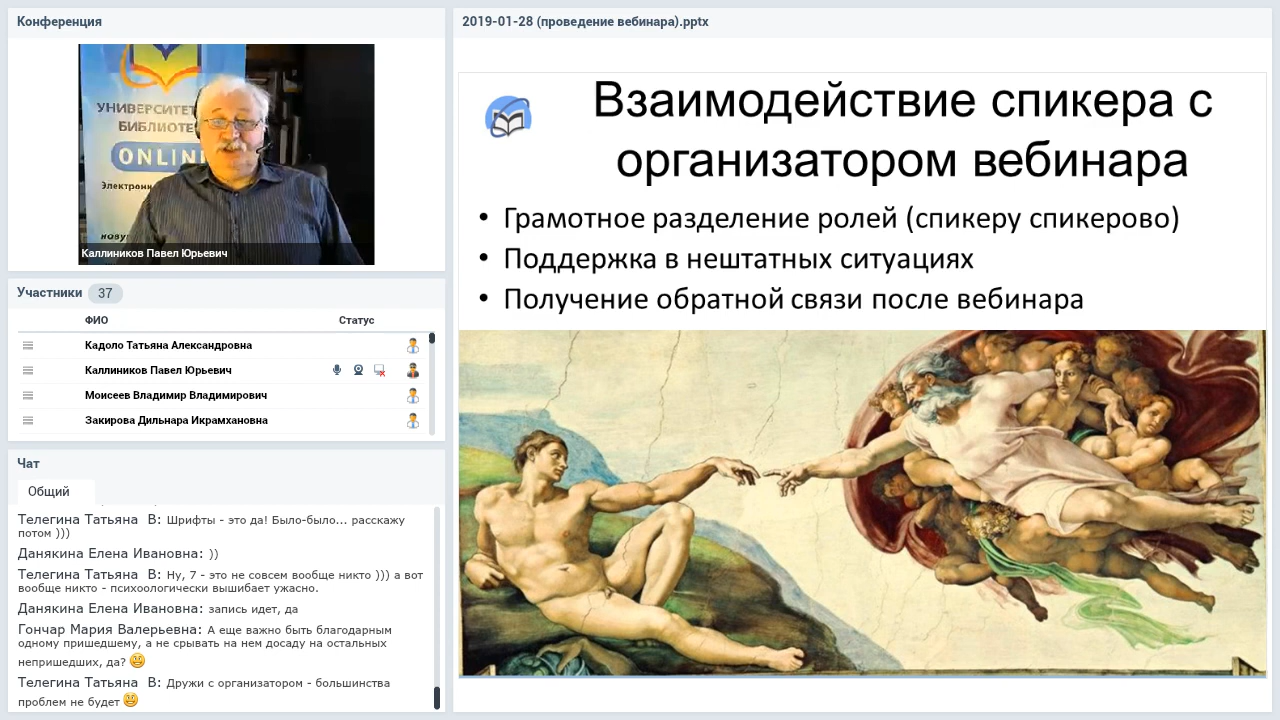 Конференция
УНИВЕРСИТЕТ
БИБЛИОТЕ
ONLIN
Электронн
нову
Каллиников Павел Юрьевич
Участники 37
ФИО Статус
Кадоло Татьяна Александровна
Каллиников Павел Юрьевич
Моисеев Владимир Владимирович
Закирова Дильнара Икрамхановна
Чат
Общий
Телегина Татьяна В: Шрифты - это да! Было-было... расскажу
потом )))
Данякина Елена Ивановна: ))
Телегина Татьяна В: Ну, 7 - это не совсем вообще никто ))) а вот
вообще никто - психоологически вышибает ужасно.
Данякина Елена Ивановна: запись идет, да
Гончар Мария Валерьевна: А еще важно быть благодарным
одному пришедшему, а не срывать на нем досаду на остальных
непришедших, да?
Телегина Татьяна В: Дружи с организатором - большинства
проблем не будет
2019-01-28 (проведение вебинара).pptx
Взаимодействие спикера с
организатором вебинара
• Грамотное разделение ролей (спикеру спикерово)
• Поддержка в нештатных ситуациях
• Получение обратной связи после вебинара